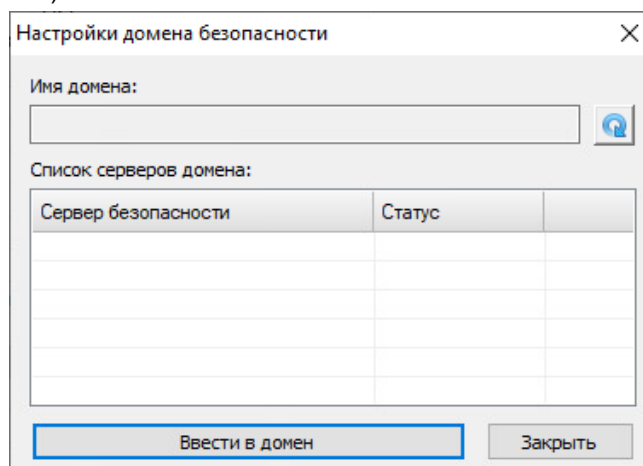 Настройки домена безопасности
Имя домена:
Список серверов домена:
Сервер безопасности Статус
Ввести в домен Закрыть